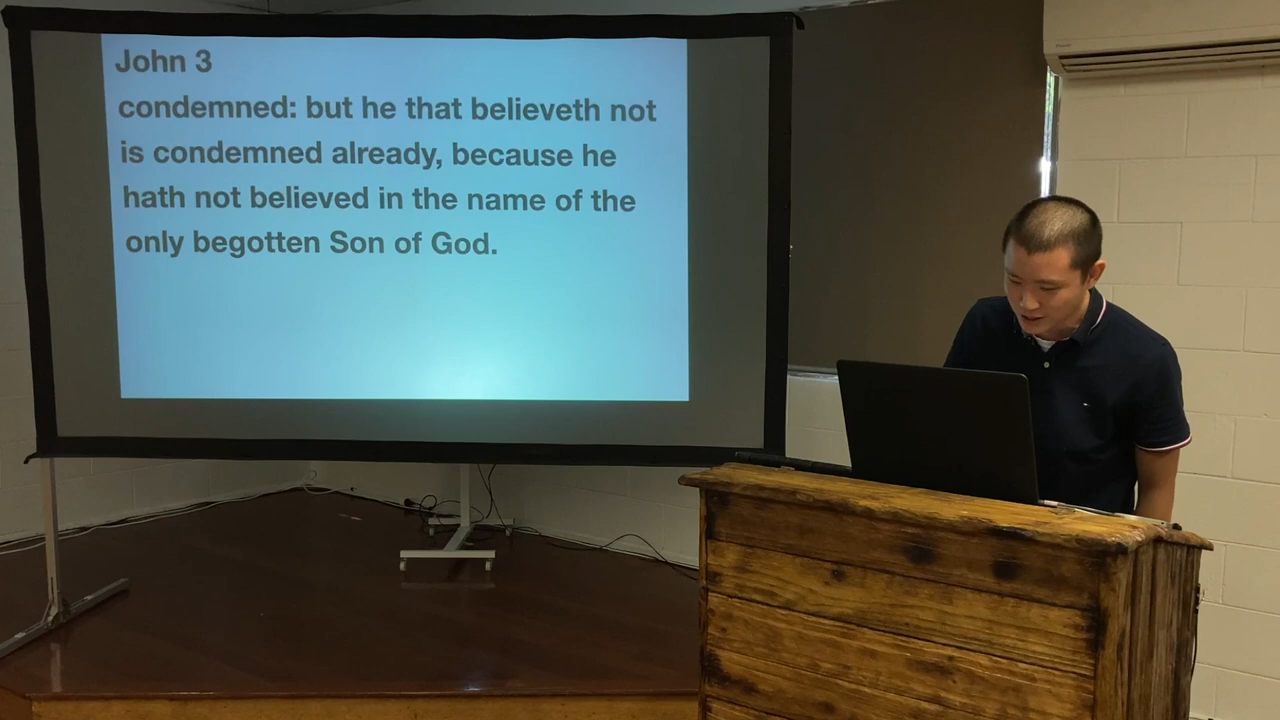 John 3
condemned: but he that believeth not
is condemned already, because he
hath not believed in the name of the
only begotten Son of God.